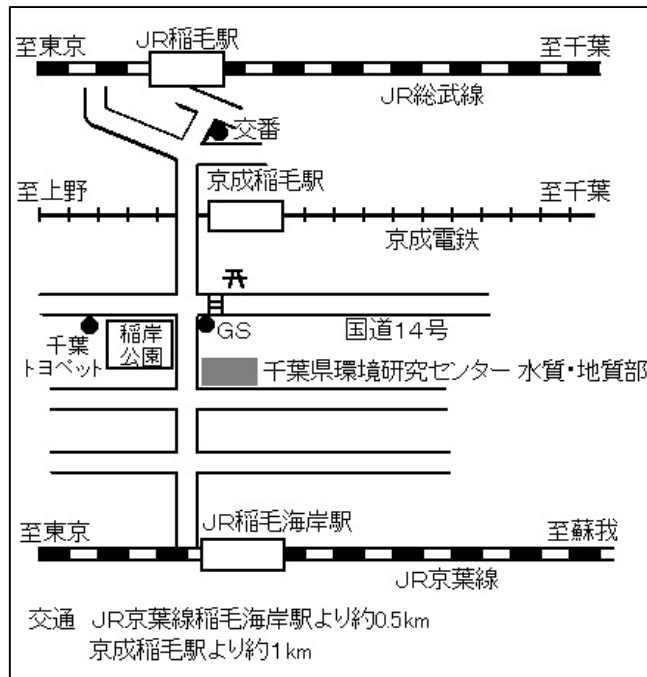 JR稲毛駅
至東京
至千葉
JR総武線
交番
京成稲毛駅
至上野
至千葉
京成電鉄
GS
国道14号
稲岸
公園
千葉
トヨペット
千葉県環境研究センター 水質・地質部
JR稲毛海岸駅
至東京
至蘇我
JR京葉線
交通 JR京葉線稲毛海岸駅より約0.5km
京成稲毛駅より約1km